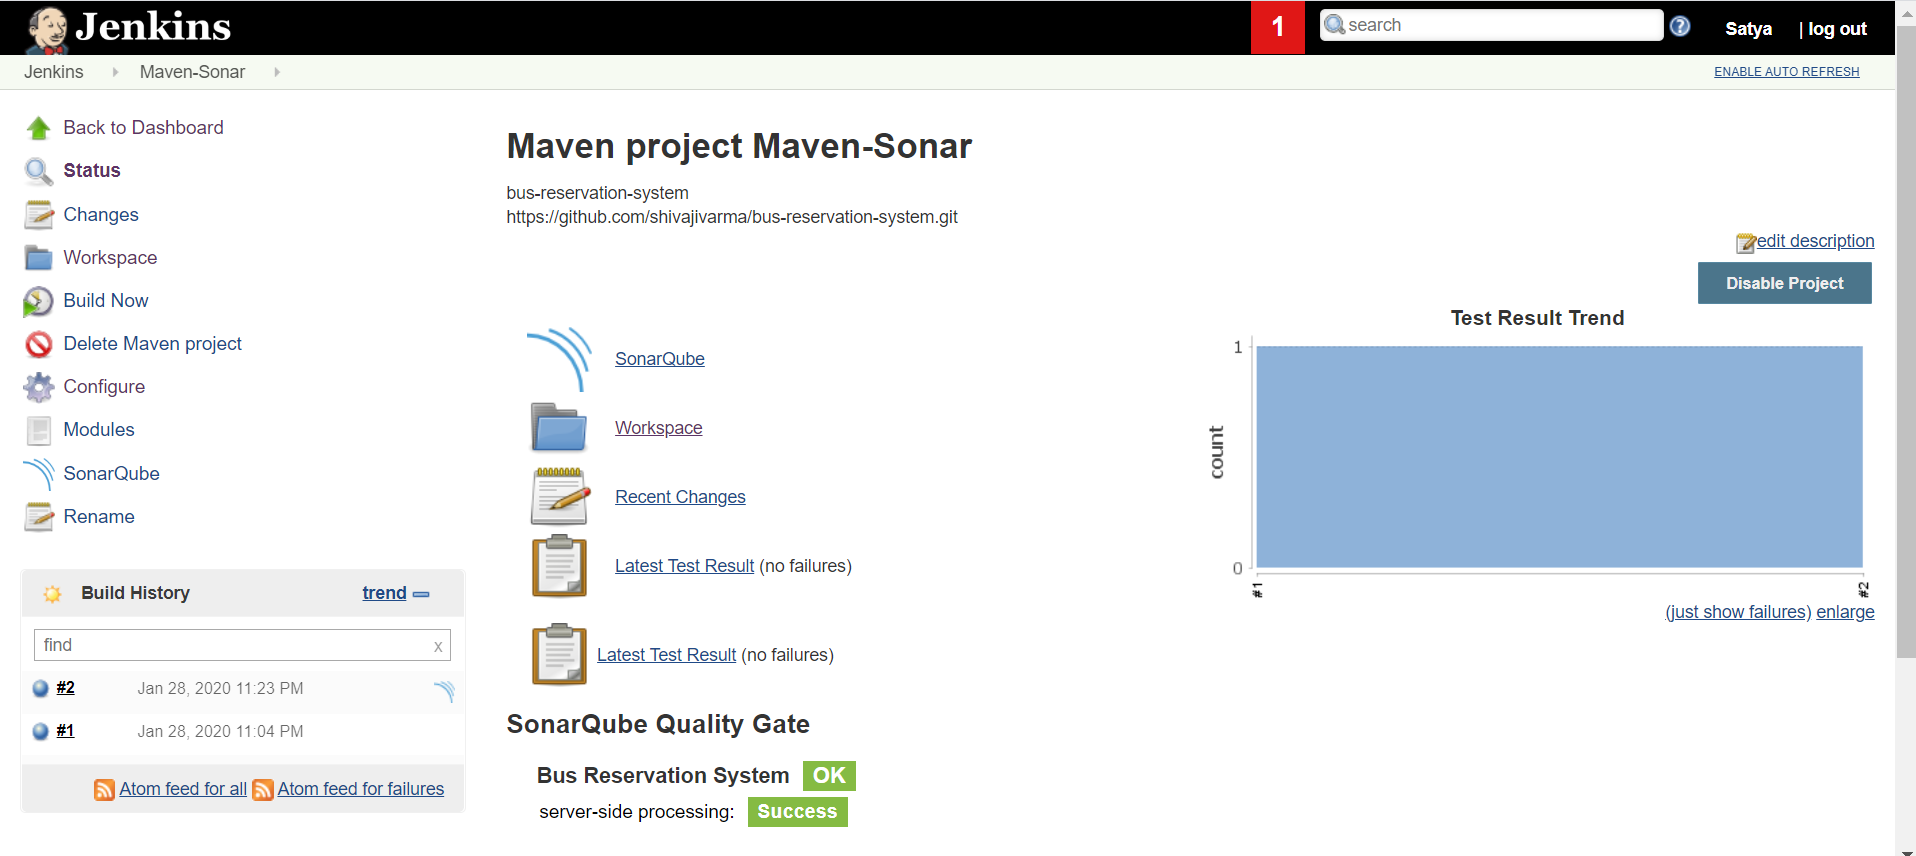 Jenkins
1
search
?
Satya
| log out
Jenkins
Maven-Sonar
ENABLE AUTO REFRESH
Back to Dashboard
Status
Changes
Workspace
Build Now
Delete Maven project
Configure
Modules
SonarQube
Rename
Build History
trend
find
x
#2
Jan 28, 2020 11:23 PM
#1
Jan 28, 2020 11:04 PM
Atom feed for all
Atom feed for failures
Maven project Maven-Sonar
bus-reservation-system
https://github.com/shivajivarma/bus-reservation-system.git
edit description
Disable Project
SonarQube
Workspace
Recent Changes
Latest Test Result (no failures)
Latest Test Result (no failures)
Test Result Trend
1
count
0
#1
#2
(just show failures) enlarge
SonarQube Quality Gate
Bus Reservation System OK
server-side processing: Success